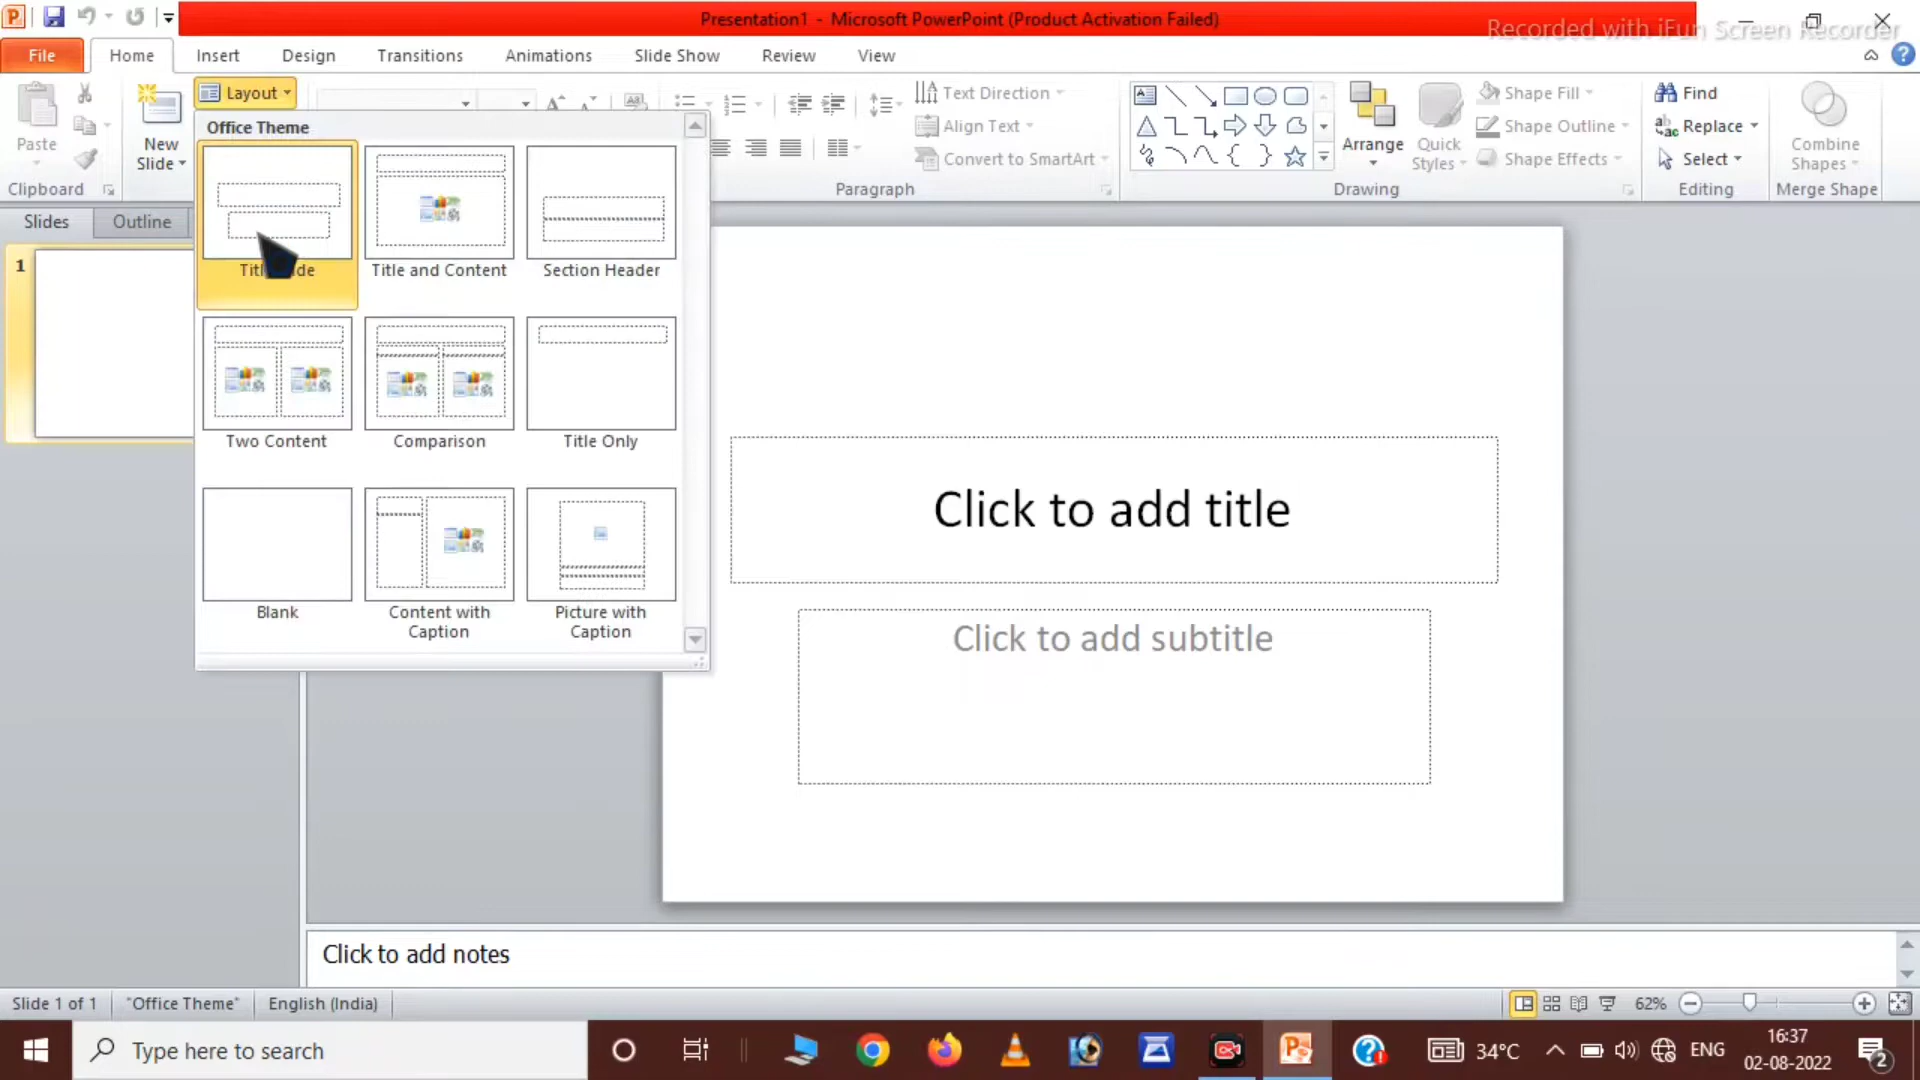 Presentation1 - Microsoft PowerPoint (Product Activation Failed)
Recorded with iFun Screen Recorder
File
Home
Insert
Design
Transitions
Animations
Slide Show
Review
View
Paste
Clipboard
New
Slide
Layout
Text Direction
Align Text
Convert to SmartArt
Paragraph
Arrange
Quick
Styles
Shape Fill
Shape Outline
Shape Effects
Drawing
Find
Replace
Select
Editing
Combine
Shapes
Merge Shape
Office Theme
Title and Content
Section Header
Two Content
Comparison
Title Only
Blank
Content with
Caption
Picture with
Caption
Slides
Outline
1
Click to add title
Click to add subtitle
Click to add notes
Slide 1 of 1
"Office Theme"
English (India)
62%
Type here to search
34°C
ENG
16:37
02-08-2022
2